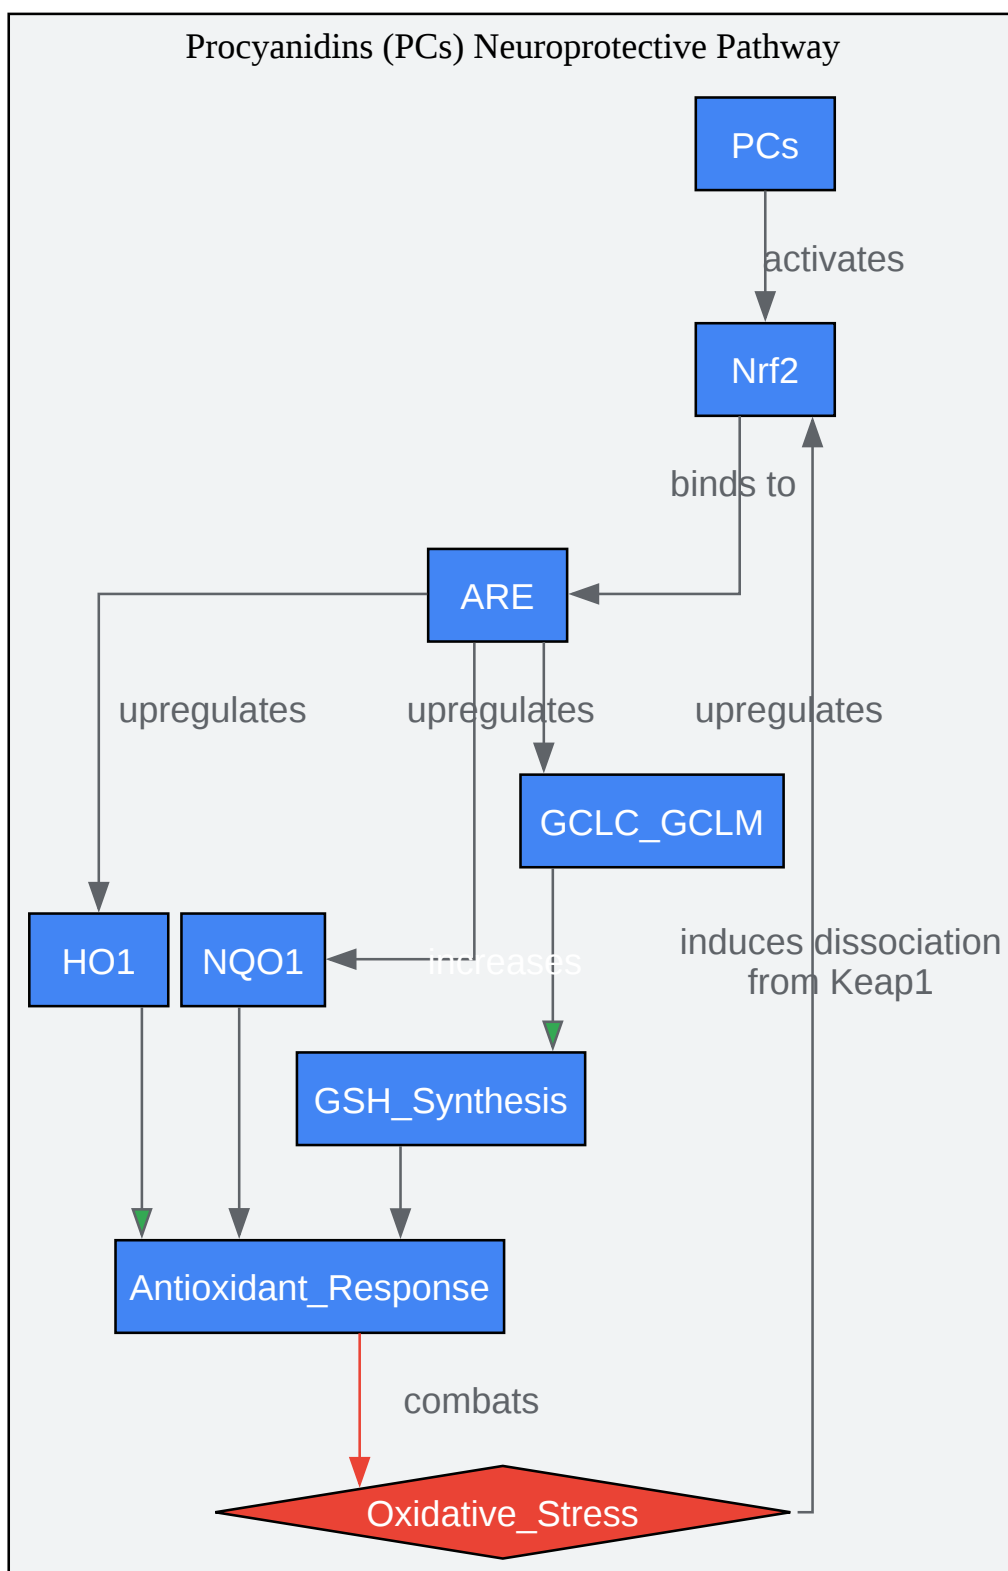 Procyanidins (PCs) Neuroprotective Pathway
PCs
activates
Nrf2
binds to
ARE
upregulates
upregulates
upregulates
GCLC_GCLM
HO1
NQO1
increases
induces dissociation
from Keap1
GSH_Synthesis
Antioxidant_Response
combats
Oxidative_Stress